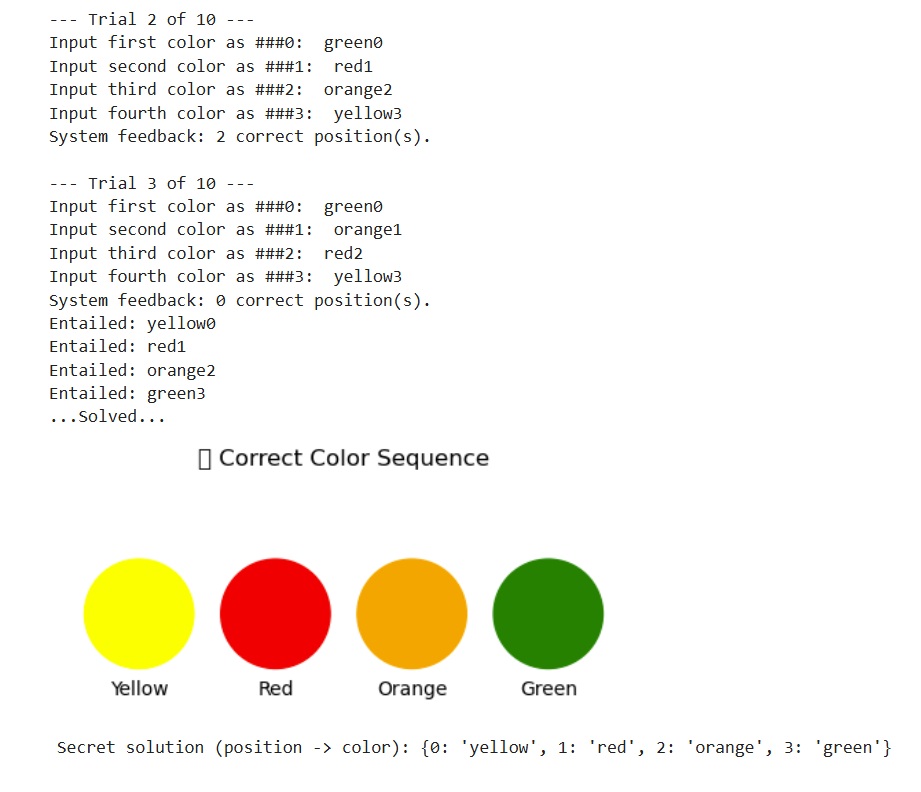 --- Trial 2 of 10 ---
Input first color as ###0:  green0
Input second color as ###1:  red1
Input third color as ###2:  orange2
Input fourth color as ###3:  yellow3
System feedback: 2 correct position(s).
--- Trial 3 of 10 ---
Input first color as ###0:  green0
Input second color as ###1:  orange1
Input third color as ###2:  red2
Input fourth color as ###3:  yellow3
System feedback: 0 correct position(s).
Entailed: yellow0
Entailed: red1
Entailed: orange2
Entailed: green3
...Solved...
▯ Correct Color Sequence
Yellow Red Orange Green
Secret solution (position -> color): {0: 'yellow', 1: 'red', 2: 'orange', 3: 'green'}